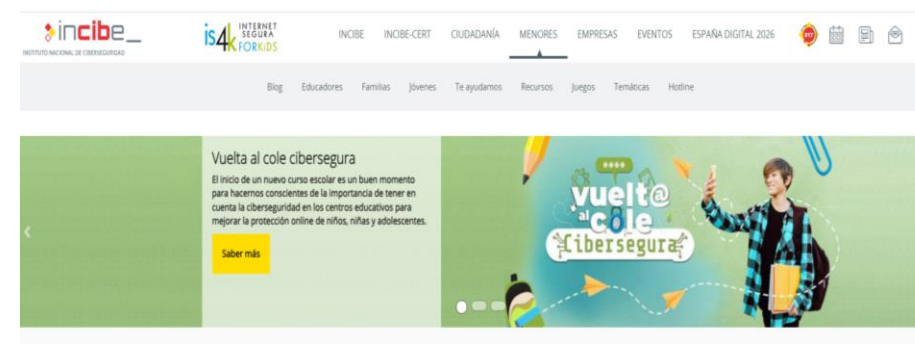 incibe_
INSTITUTO NACIONAL DE CIBERSEGURIDAD
is4k INTERNET
SEGURA
FORKiDS
INCIBE INCIBE-CERT CIUDADANÍA MENORES EMPRESAS EVENTOS ESPAÑA DIGITAL 2026
017
Blog Educadores Familias Jóvenes Te ayudamos Recursos Juegos Temáticas Hotline
Vuelta al cole cibersegura
El inicio de un nuevo curso escolar es un buen momento
para hacernos conscientes de la importancia de tener en
cuenta la ciberseguridad en los centros educativos para
mejorar la protección online de niños, niñas y adolescentes.
Saber más
vuelt@
al cole
Cibersegura